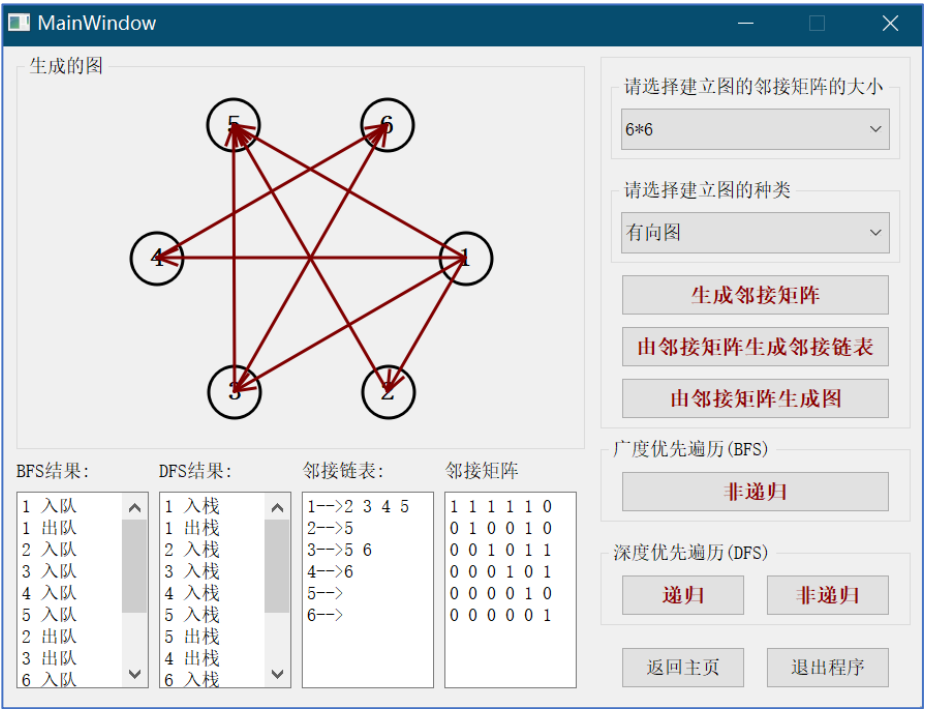 MainWindow
生成的图
5
6
4
1
3
2
请选择建立图的邻接矩阵的大小
6*6
请选择建立图的种类
有向图
生成邻接矩阵
由邻接矩阵生成邻接链表
由邻接矩阵生成图
广度优先遍历(BFS)
非递归
深度优先遍历(DFS)
递归
非递归
返回主页
退出程序
BFS结果:
1 入队
1 出队
2 入队
3 入队
4 入队
5 入队
2 出队
3 出队
6 入队
DFS结果:
1 入栈
1 出栈
2 入栈
3 入栈
4 入栈
5 入栈
5 出栈
4 出栈
6 入栈
邻接链表:
1-->2 3 4 5
2-->5
3-->5 6
4-->6
5-->
6-->
邻接矩阵
1 1 1 1 1 0
0 1 0 0 1 0
0 0 1 0 1 1
0 0 0 1 0 1
0 0 0 0 1 0
0 0 0 0 0 1